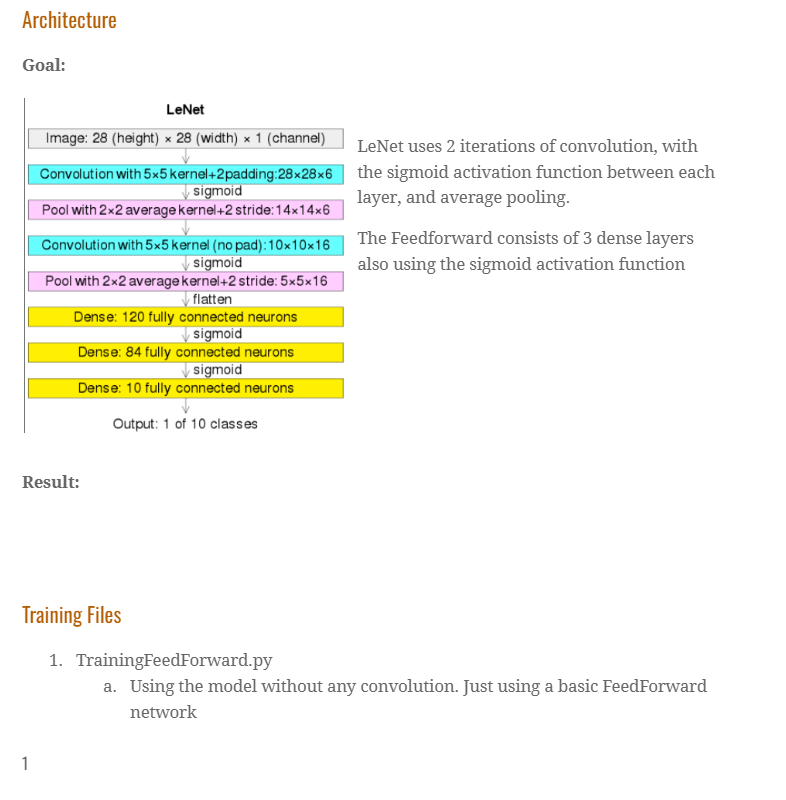 Architecture
Goal:
LeNet
Image: 28 (height) × 28 (width) × 1 (channel)
Convolution with 5×5 kernel+2padding:28×28×6
sigmoid
Pool with 2×2 average kernel+2 stride:14×14×6
Convolution with 5×5 kernel (no pad):10×10×16
sigmoid
Pool with 2×2 average kernel+2 stride: 5×5×16
flatten
Dense: 120 fully connected neurons
sigmoid
Dense: 84 fully connected neurons
sigmoid
Dense: 10 fully connected neurons
Output: 1 of 10 classes
LeNet uses 2 iterations of convolution, with
the sigmoid activation function between each
layer, and average pooling.
The Feedforward consists of 3 dense layers
also using the sigmoid activation function
Result:
Training Files
1. TrainingFeedForward.py
a. Using the model without any convolution. Just using a basic FeedForward
network
1